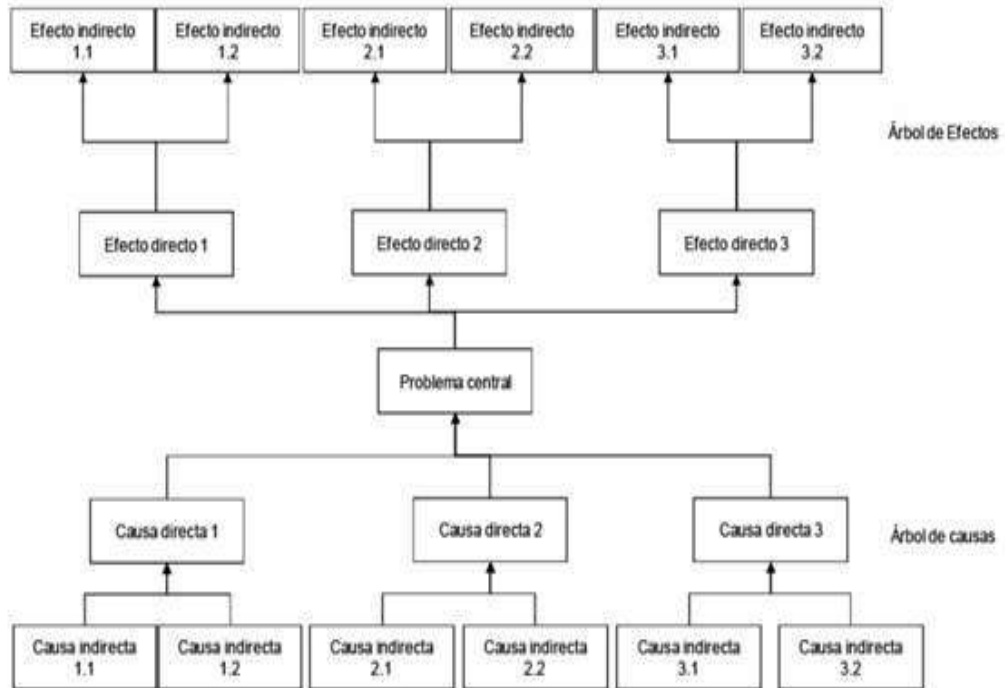 Efecto indirecto
1.1
Efecto indirecto
1.2
Efecto indirecto
2.1
Efecto indirecto
2.2
Efecto indirecto
3.1
Efecto indirecto
3.2
Árbol de Efectos
Efecto directo 1
Efecto directo 2
Efecto directo 3
Problema central
Causa directa 1
Causa directa 2
Causa directa 3
Árbol de causas
Causa indirecta
1.1
Causa indirecta
1.2
Causa indirecta
2.1
Causa indirecta
2.2
Causa indirecta
3.1
Causa indirecta
3.2